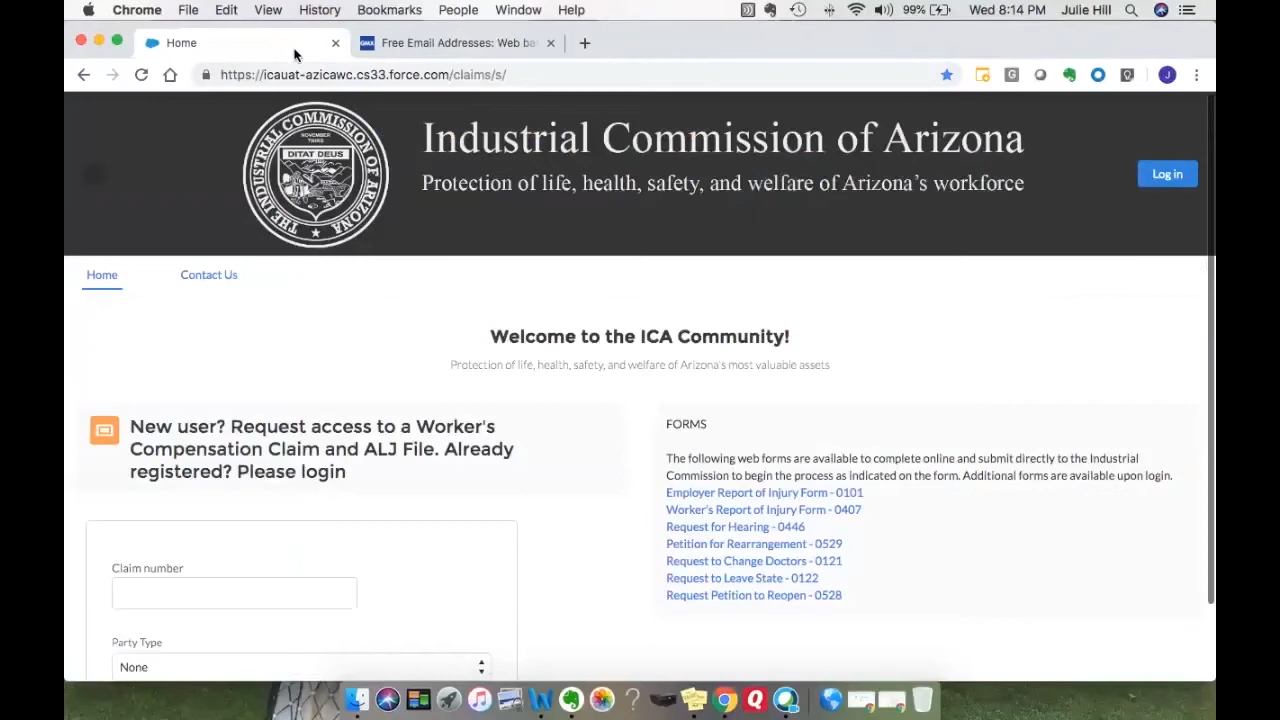 Chrome File Edit View History Bookmarks People Window Help 99% Wed 8:14 PM Julie Hill
Home Free Email Addresses: Web ba
https://icauat-azicawc.cs33.force.com/claims/s/
THE INDUSTRIAL COMMISSION OF ARIZONA
DITAT DEUS
Industrial Commission of Arizona
Protection of life, health, safety, and welfare of Arizona's workforce
Log in
Home Contact Us
Welcome to the ICA Community!
Protection of life, health, safety, and welfare of Arizona's most valuable assets
New user? Request access to a Worker's
Compensation Claim and ALJ File. Already
registered? Please login
Claim number
Party Type
None
FORMS
The following web forms are available to complete online and submit directly to the Industrial
Commission to begin the process as indicated on the form. Additional forms are available upon login.
Employer Report of Injury Form - 0101
Worker's Report of Injury Form - 0407
Request for Hearing - 0446
Petition for Rearrangement - 0529
Request to Change Doctors - 0121
Request to Leave State - 0122
Request Petition to Reopen - 0528